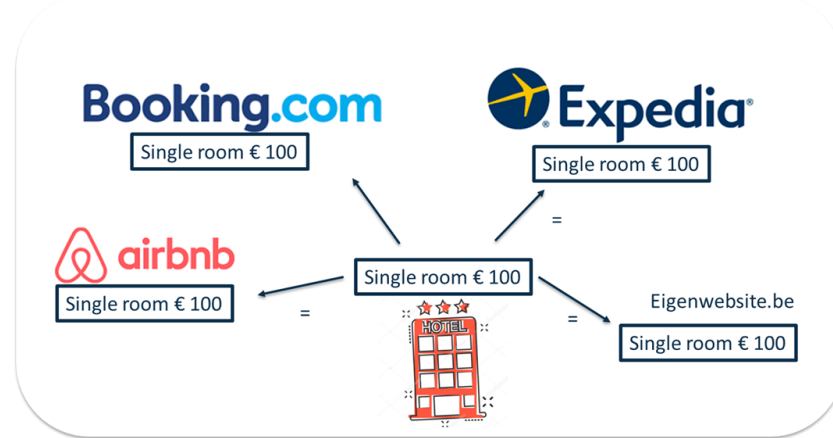 Booking.com
Single room € 100
Expedia®
Single room € 100
airbnb
Single room € 100
=
=
Single room € 100
HOTEL
=
Eigenwebsite.be
Single room € 100